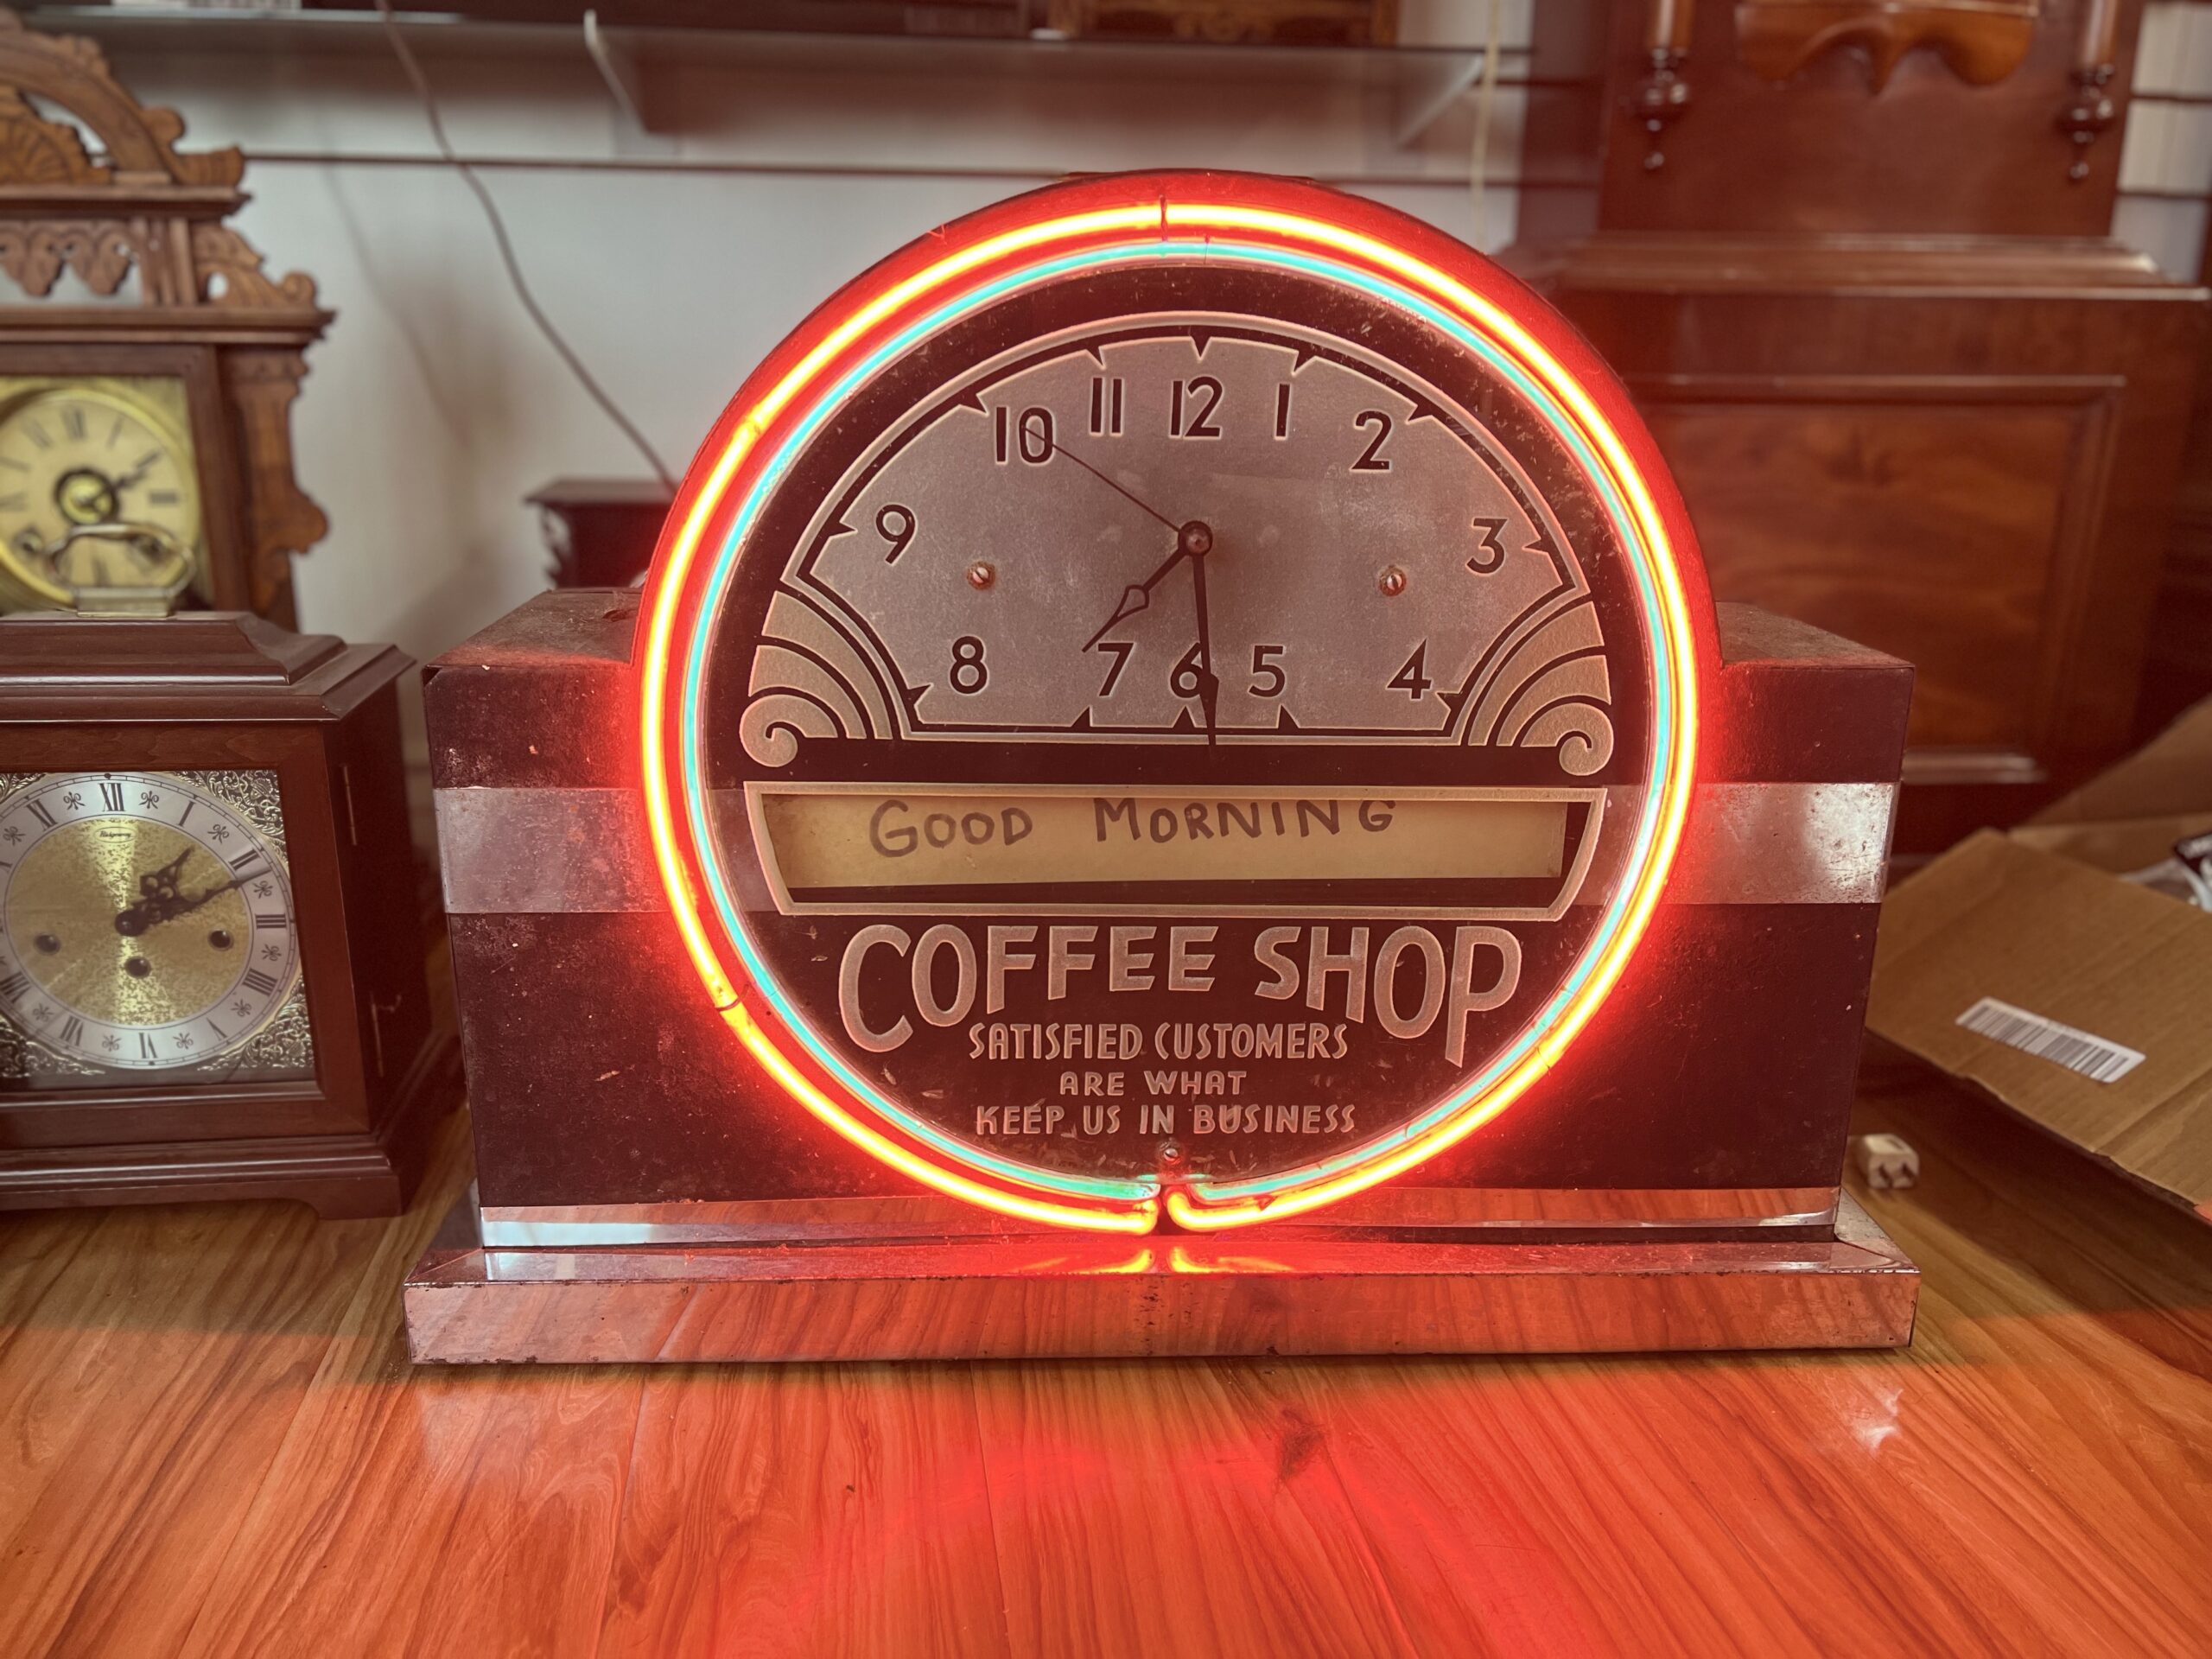 11 12 1
10 2
9 3
8 7 6 5 4
GOOD MORNING
COFFEE SHOP
SATISFIED CUSTOMERS
ARE WHAT
KEEP US IN BUSINESS
XII